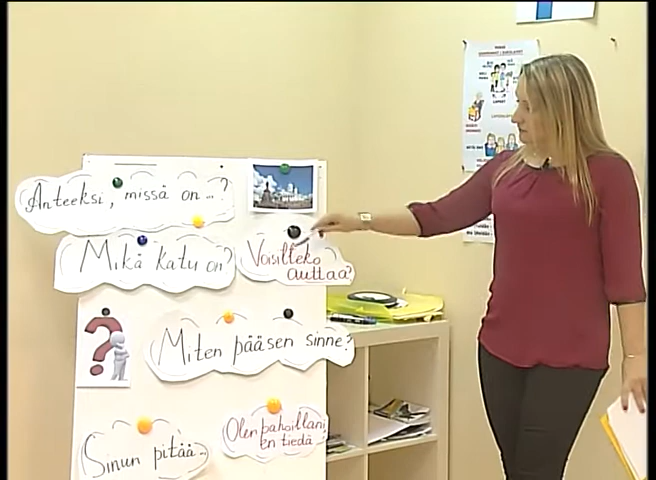 Anteeksi, missä on ...?
Mikä katu on?
Voisitteko
auttaa?
Miten pääsen sinne?
Sinun pitää...
Olen pahoillani
en tiedä